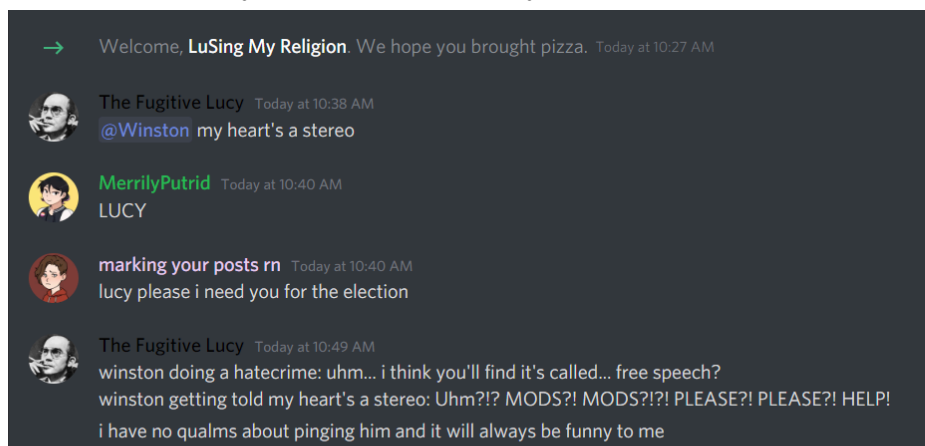 → Welcome, LuSing My Religion. We hope you brought pizza. Today at 10:27 AM
The Fugitive Lucy Today at 10:38 AM
@Winston my heart's a stereo
MerrilyPutrid Today at 10:40 AM
LUCY
marking your posts rn Today at 10:40 AM
lucy please i need you for the election
The Fugitive Lucy Today at 10:49 AM
winston doing a hatecrime: uhm... i think you'll find it's called... free speech?
winston getting told my heart's a stereo: Uhm?!? MODS?! MODS?!?! PLEASE?! PLEASE?! HELP!
i have no qualms about pinging him and it will always be funny to me